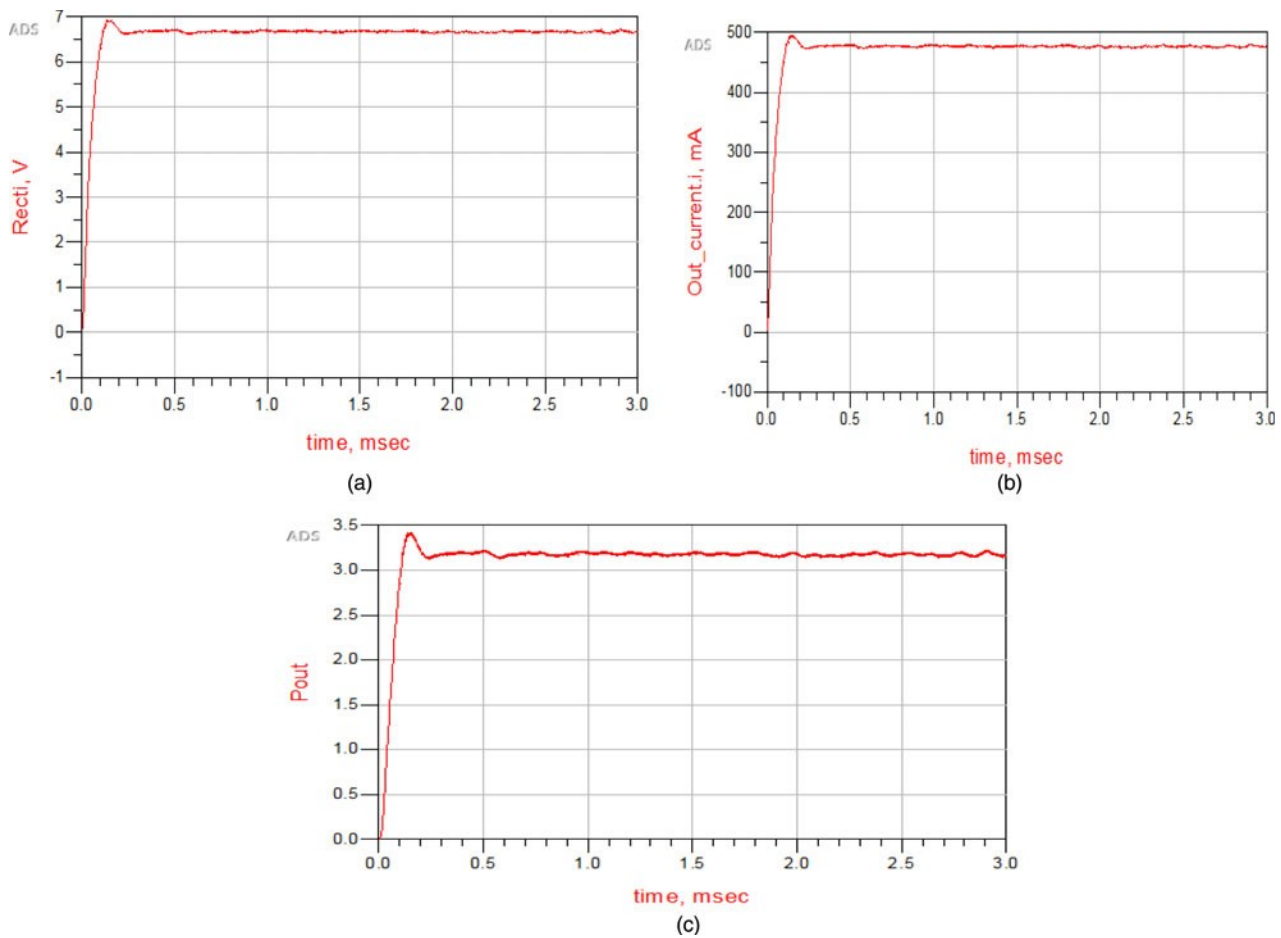 ADS
7
6
5
4
3
2
1
0
-1
Recti, V
0.0 0.5 1.0 1.5 2.0 2.5 3.0
time, msec
(a)
ADS
500
400
300
200
100
0
-100
Out_current.i, mA
0.0 0.5 1.0 1.5 2.0 2.5 3.0
time, msec
(b)
ADS
3.5
3.0
2.5
2.0
1.5
1.0
0.5
0.0
Pout
0.0 0.5 1.0 1.5 2.0 2.5 3.0
time, msec
(c)